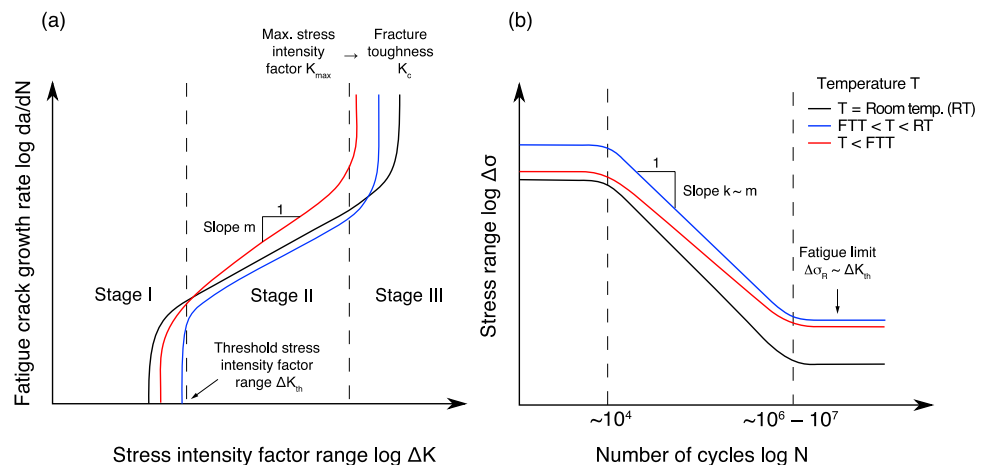 (a)
Max. stress
intensity
factor K_max
→
Fracture
toughness
K_c
Fatigue crack growth rate log da/dN
1
Slope m
Stage I
Stage II
Stage III
Threshold stress
intensity factor
range ΔK_th
Stress intensity factor range log ΔK
(b)
Temperature T
T = Room temp. (RT)
FTT < T < RT
T < FTT
Stress range log Δσ
1
Slope k ~ m
Fatigue limit
Δσ_R ~ ΔK_th
~10^4
~10^6 – 10^7
Number of cycles log N